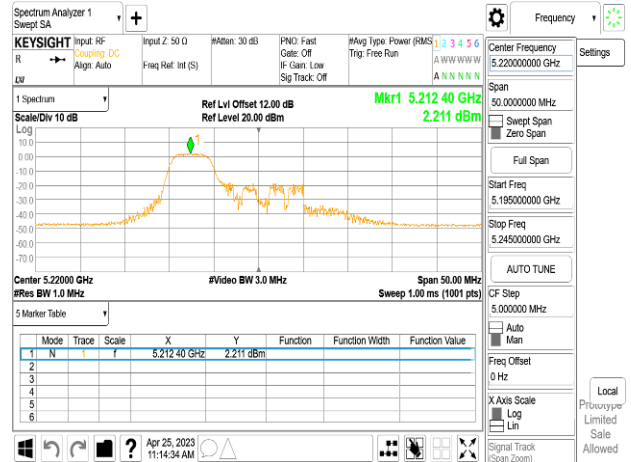 Spectrum Analyzer 1
Swept SA
KEYSIGHT
R
Input: RF
Coupling: DC
Align: Auto
Input Z: 50 Ω
Freq Ref: Int (S)
#Atten: 30 dB
PNO: Fast
Gate: Off
IF Gain: Low
Sig Track: Off
#Avg Type: Power (RMS
Trig: Free Run
1 2 3 4 5 6
A W W W W W
A N N N N N
1 Spectrum
Scale/Div 10 dB
Ref Lvl Offset 12.00 dB
Ref Level 20.00 dBm
Mkr1 5.212 40 GHz
2.211 dBm
Log
1
10.0
0.00
-10.0
-20.0
-30.0
-40.0
-50.0
-60.0
-70.0
Center 5.22000 GHz
#Video BW 3.0 MHz
Span 50.00 MHz
#Res BW 1.0 MHz
Sweep 1.00 ms (1001 pts)
5 Marker Table
Mode Trace Scale X Y Function Function Width Function Value
1 N 1 f 5.212 40 GHz 2.211 dBm
2
3
4
5
6
Apr 25, 2023
11:14:34 AM
Frequency
Settings
Center Frequency
5.220000000 GHz
Span
50.0000000 MHz
Swept Span
Zero Span
Full Span
Start Freq
5.195000000 GHz
Stop Freq
5.245000000 GHz
AUTO TUNE
CF Step
5.000000 MHz
Auto
Man
Freq Offset
0 Hz
X Axis Scale
Log
Lin
Signal Track
(Span Zoom)
Local
Prototype
Limited
Sale
Allowed